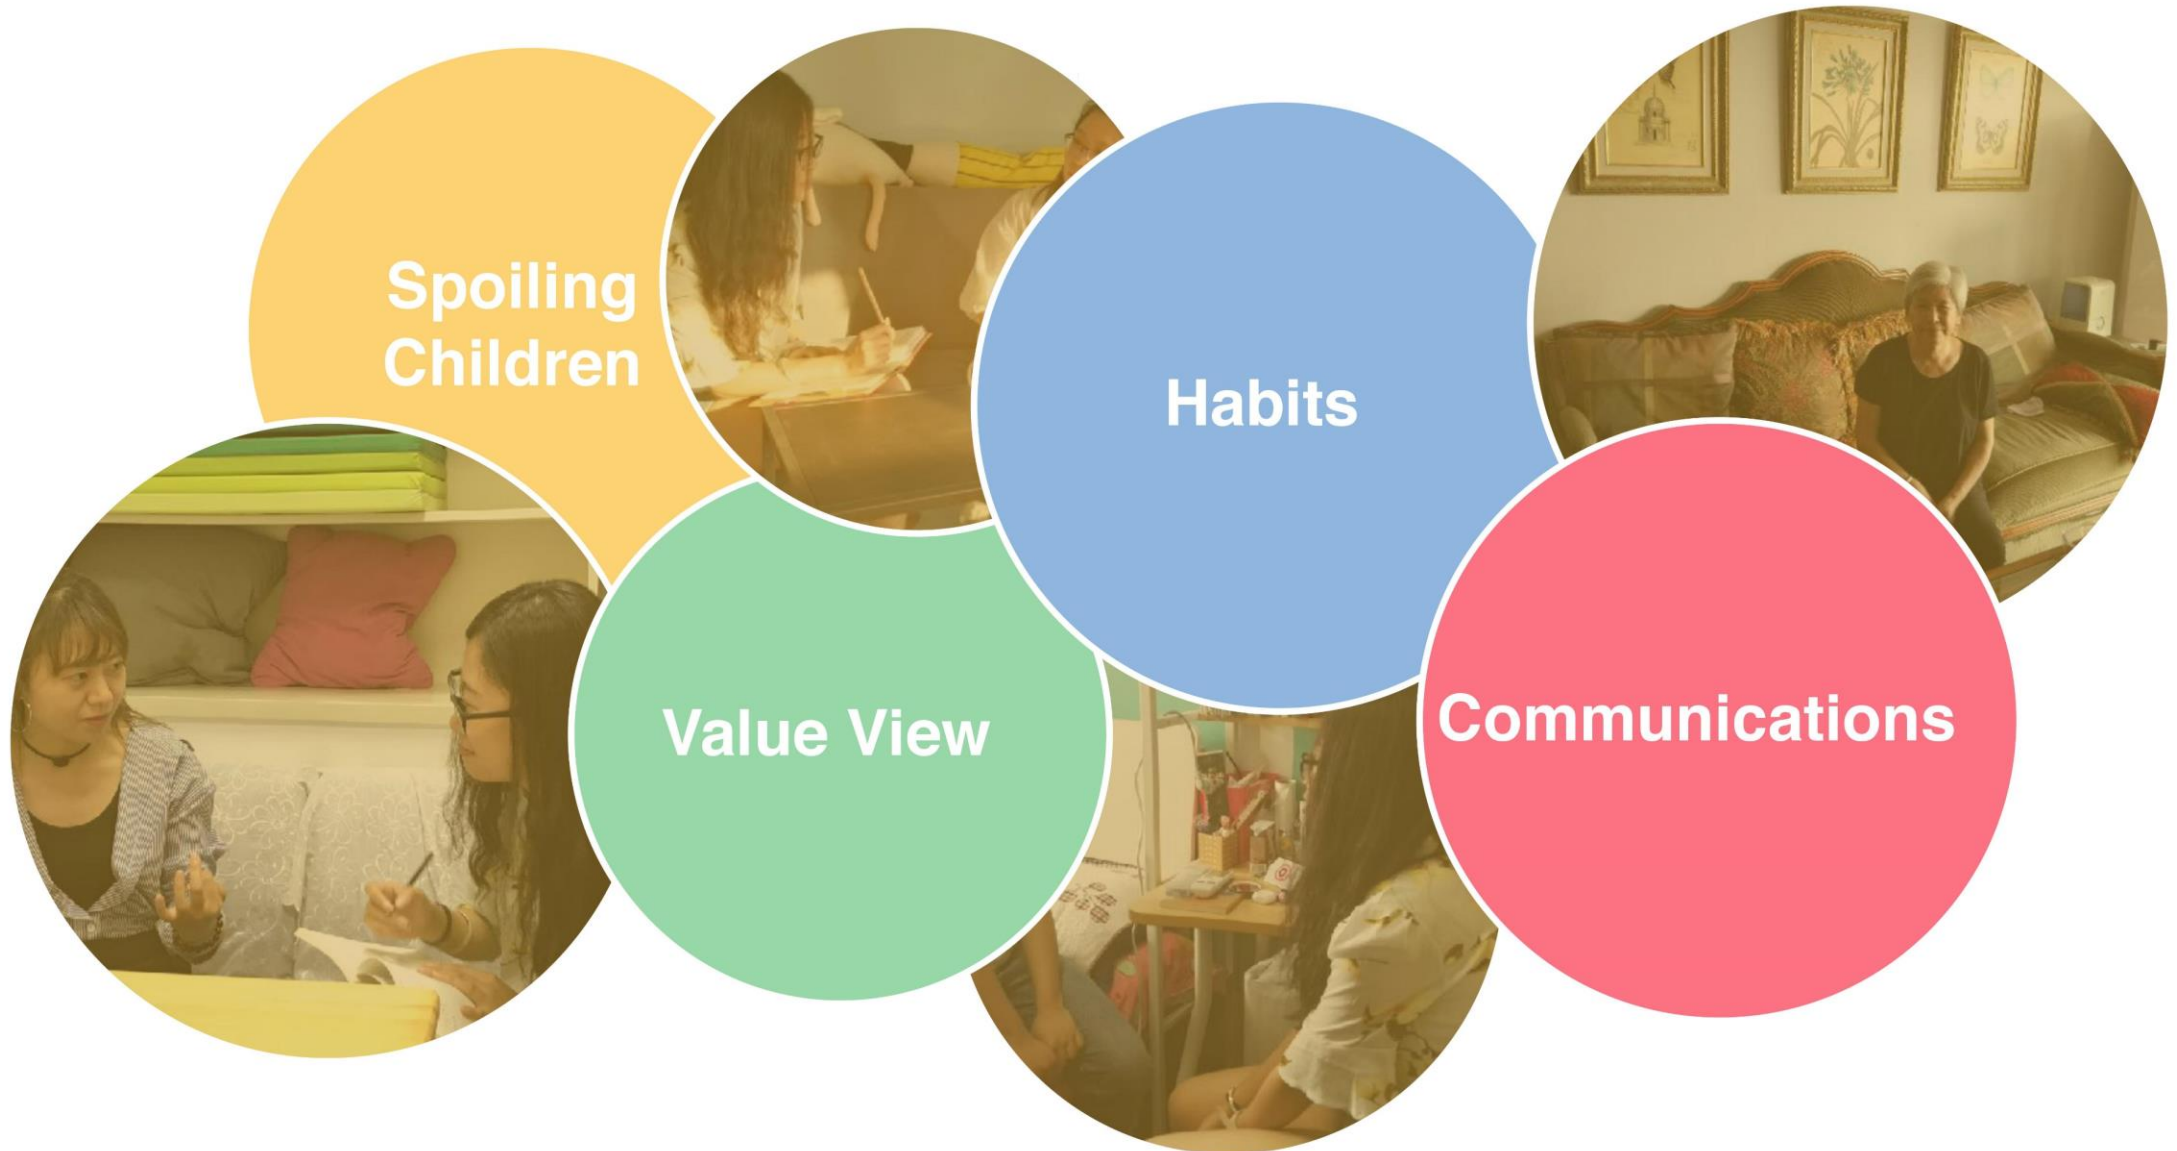 Spoiling
Children
Habits
Value View
Communications